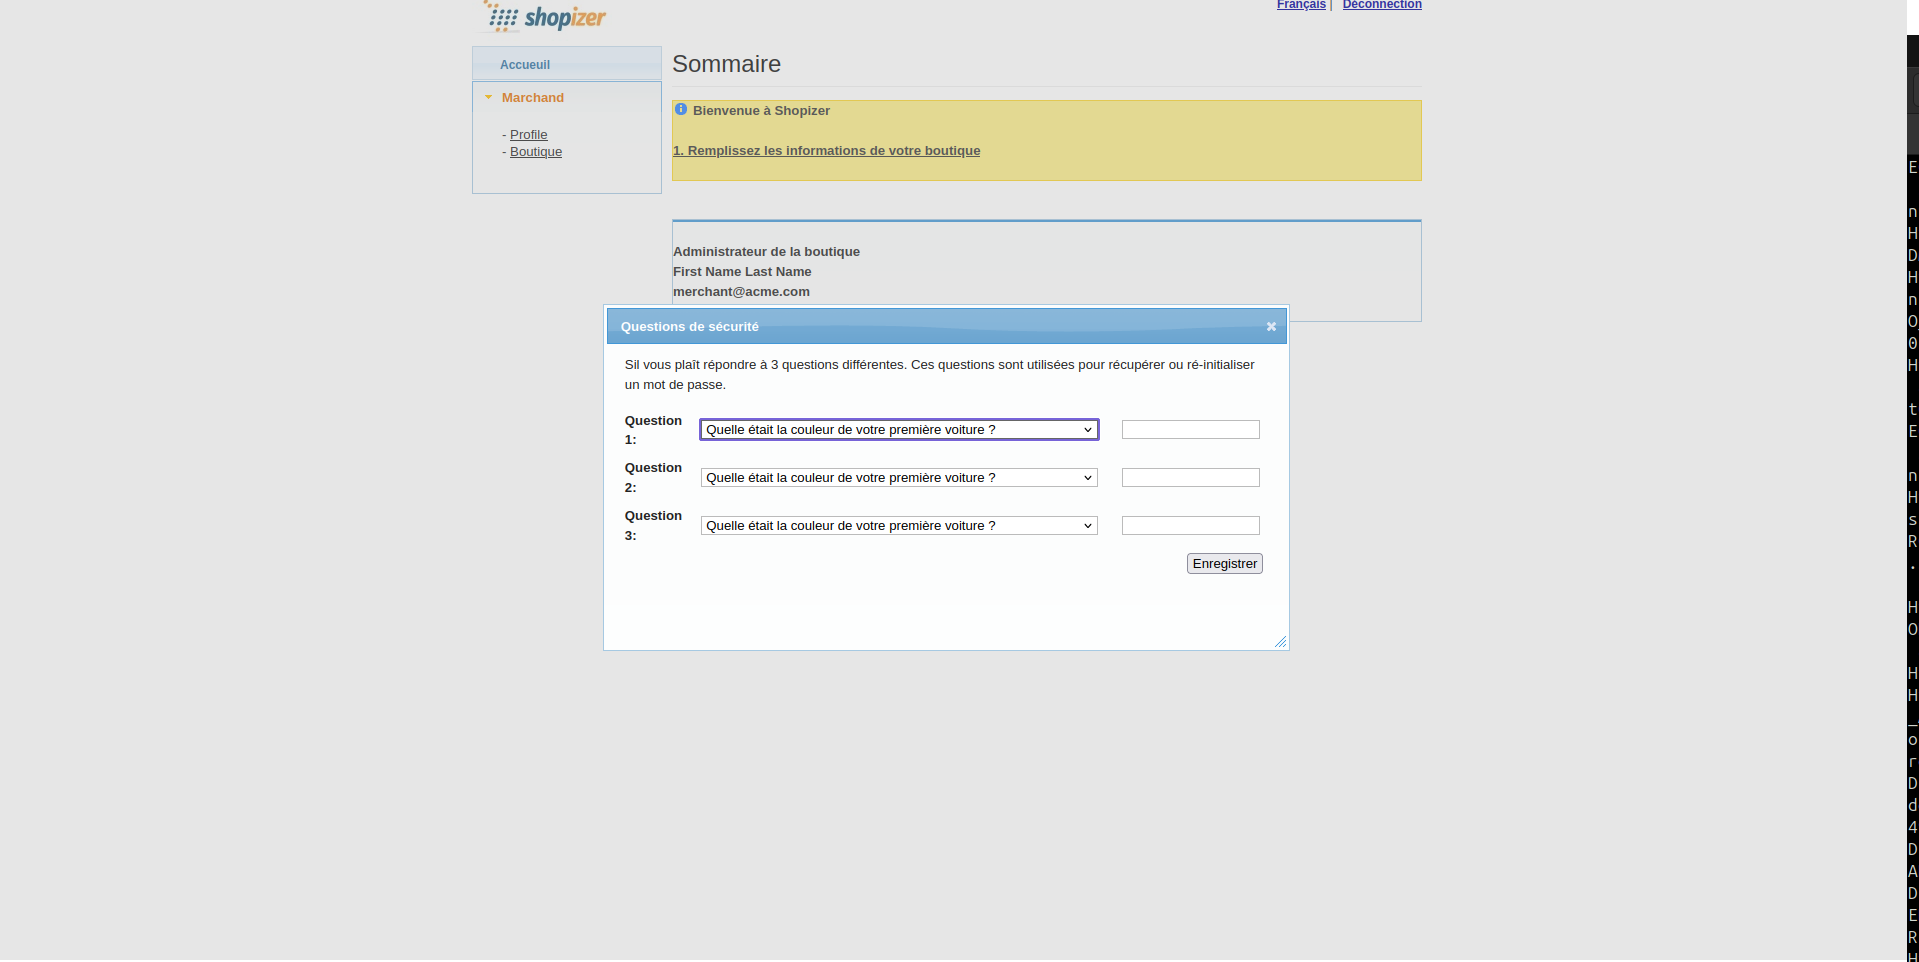 shopizer
Français | Déconnection
Accueuil
Marchand
- Profile
- Boutique
Sommaire
Bienvenue à Shopizer
1. Remplissez les informations de votre boutique
Administrateur de la boutique
First Name Last Name
merchant@acme.com
Questions de sécurité
Sil vous plaît répondre à 3 questions différentes. Ces questions sont utilisées pour récupérer ou ré-initialiser
un mot de passe.
Question 1: Quelle était la couleur de votre première voiture ?
Question 2: Quelle était la couleur de votre première voiture ?
Question 3: Quelle était la couleur de votre première voiture ?
Enregistrer